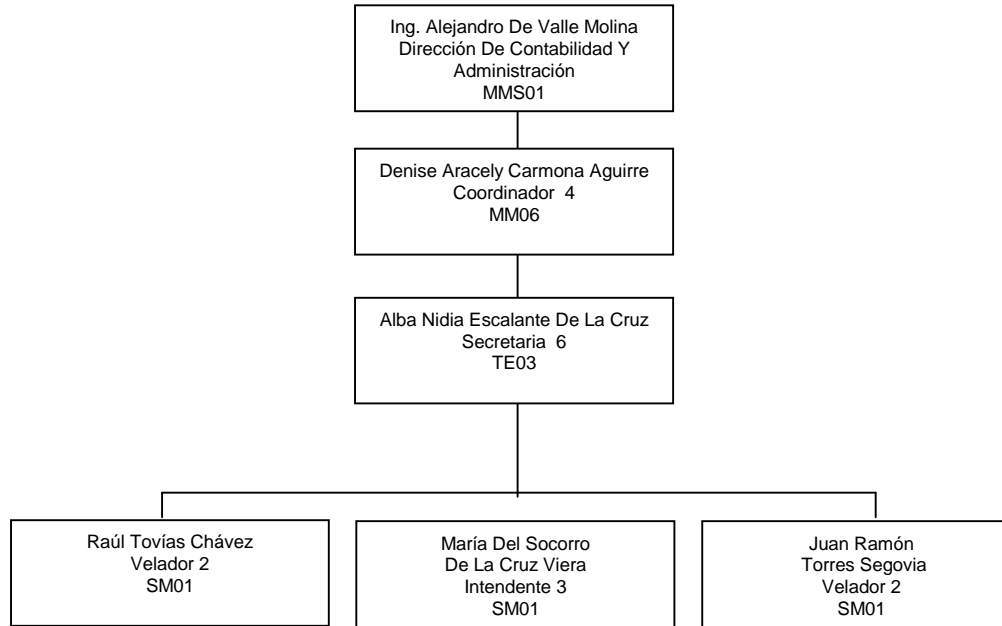 Ing. Alejandro De Valle Molina
Dirección De Contabilidad Y
Administración
MMS01
Denise Aracely Carmona Aguirre
Coordinador 4
MM06
Alba Nidia Escalante De La Cruz
Secretaria 6
TE03
Raúl Tovías Chávez
Velador 2
SM01
María Del Socorro
De La Cruz Viera
Intendente 3
SM01
Juan Ramón
Torres Segovia
Velador 2
SM01